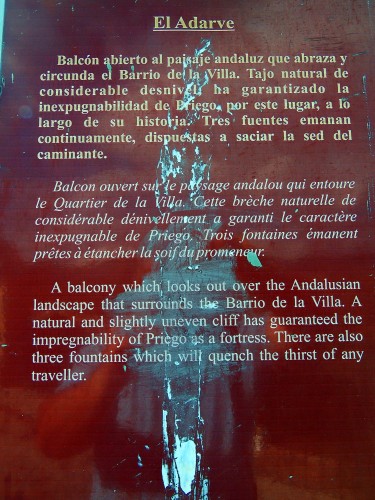 El Adarve
Balcón abierto al paisaje andaluz que abraza y
circunda el Barrio de la Villa. Tajo natural de
considerable desnivel ha garantizado la
inexpugnabilidad de Priego, por este lugar, a lo
largo de su historia. Tres fuentes emanan
continuamente, dispuestas a saciar la sed del
caminante.
Balcon ouvert sur le paysage andalou qui entoure
le Quartier de la Villa. Cette brèche naturelle de
considérable dénivellement a garanti le caractère
inexpugnable de Priego. Trois fontaines émanent
prêtes à étancher la soif du promeneur.
A balcony which looks out over the Andalusian
landscape that surrounds the Barrio de la Villa. A
natural and slightly uneven cliff has guaranteed the
impregnability of Priego as a fortress. There are also
three fountains which will quench the thirst of any
traveller.